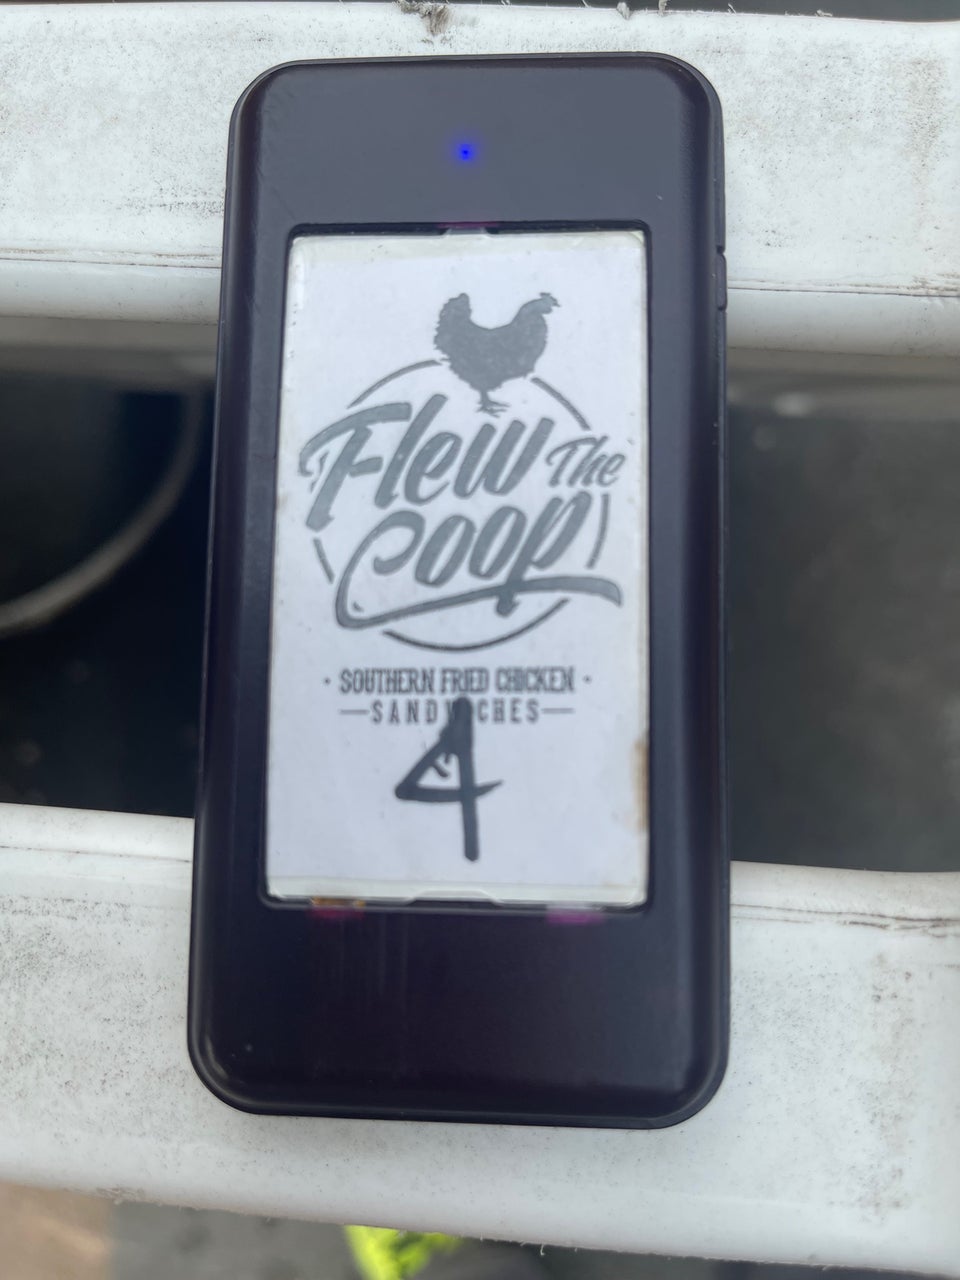 Flew The
Coop
• SOUTHERN FRIED CHICKEN •
—SANDWICHES—
4